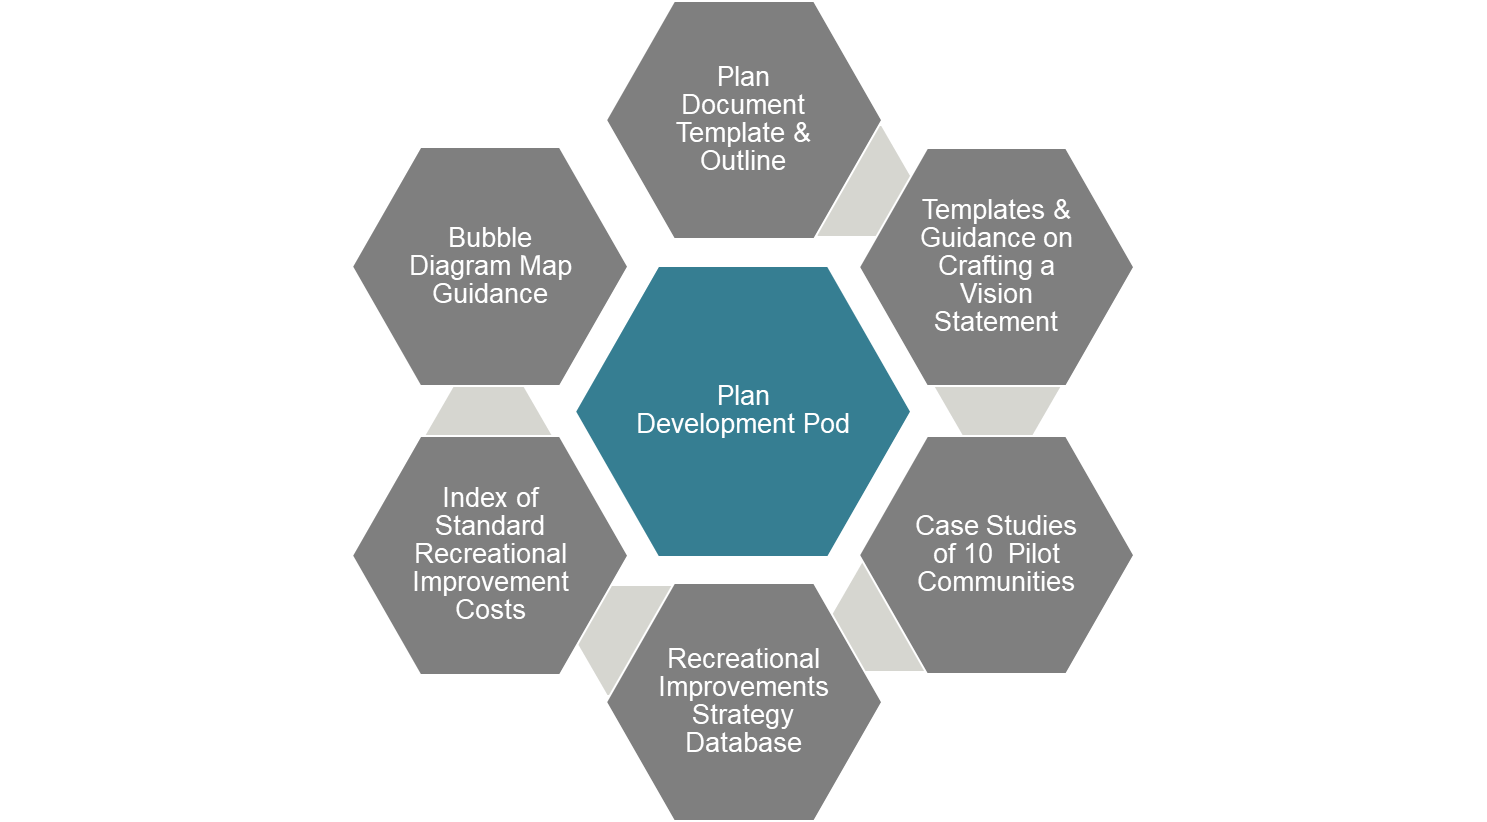 Plan
Document
Template &
Outline
Templates &
Guidance on
Crafting a
Vision
Statement
Case Studies
of 10  Pilot
Communities
Recreational
Improvements
Strategy
Database
Index of
Standard
Recreational
Improvement
Costs
Bubble
Diagram Map
Guidance
Plan
Development Pod